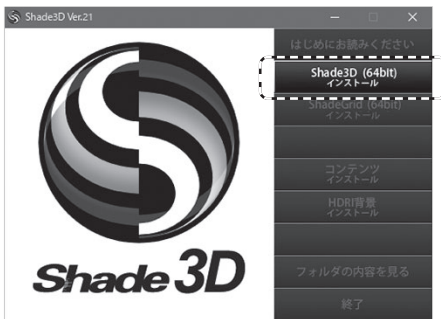 Shade3D Ver.21
はじめにお読みください
Shade3D (64bit)
インストール
ShadeGrid (64bit)
インストール
コンテンツ
インストール
HDRI背景
インストール
フォルダの内容を見る
終了
Shade 3D